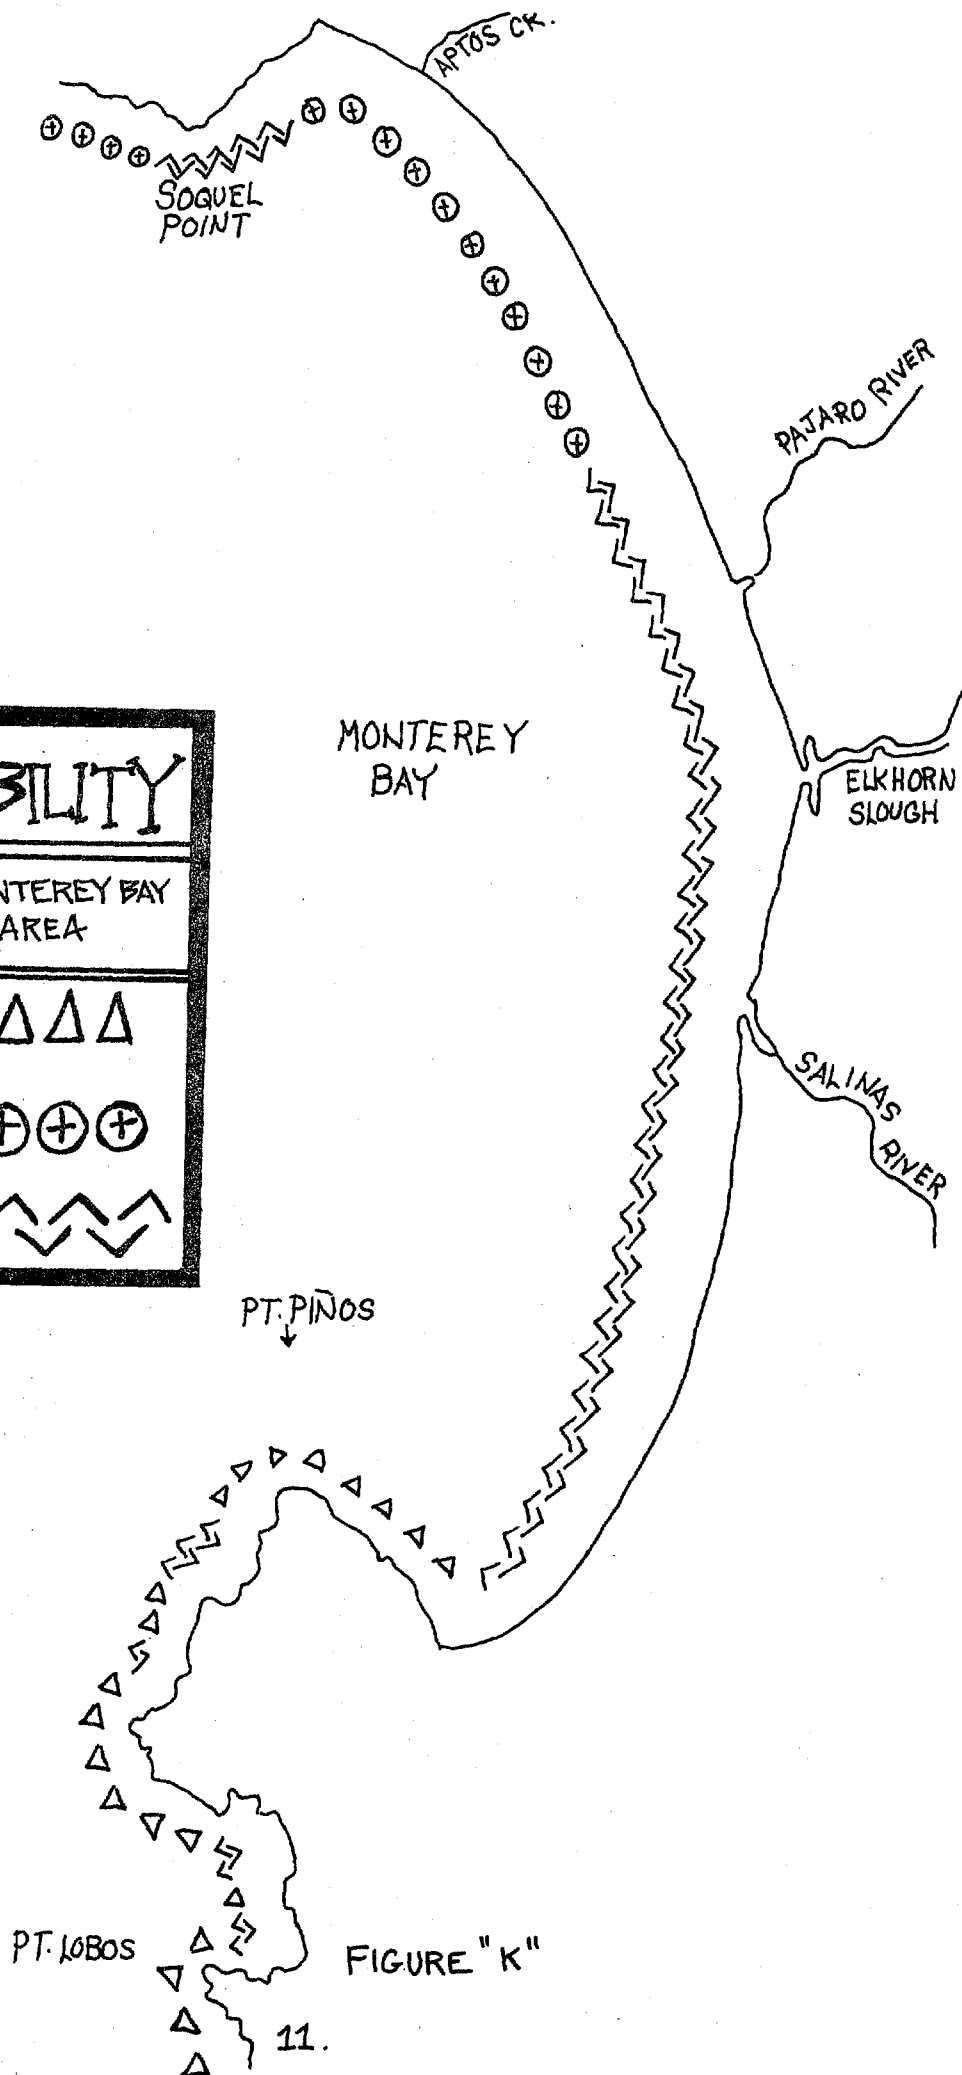 APTOS CK.
SOQUEL
POINT
PAJARO RIVER
MONTEREY
BAY
ELKHORN
SLOUGH
BILITY
NTEREY BAY
AREA
SALINAS
RIVER
PT. PIÑOS
PT. LOBOS
FIGURE "K"
11.